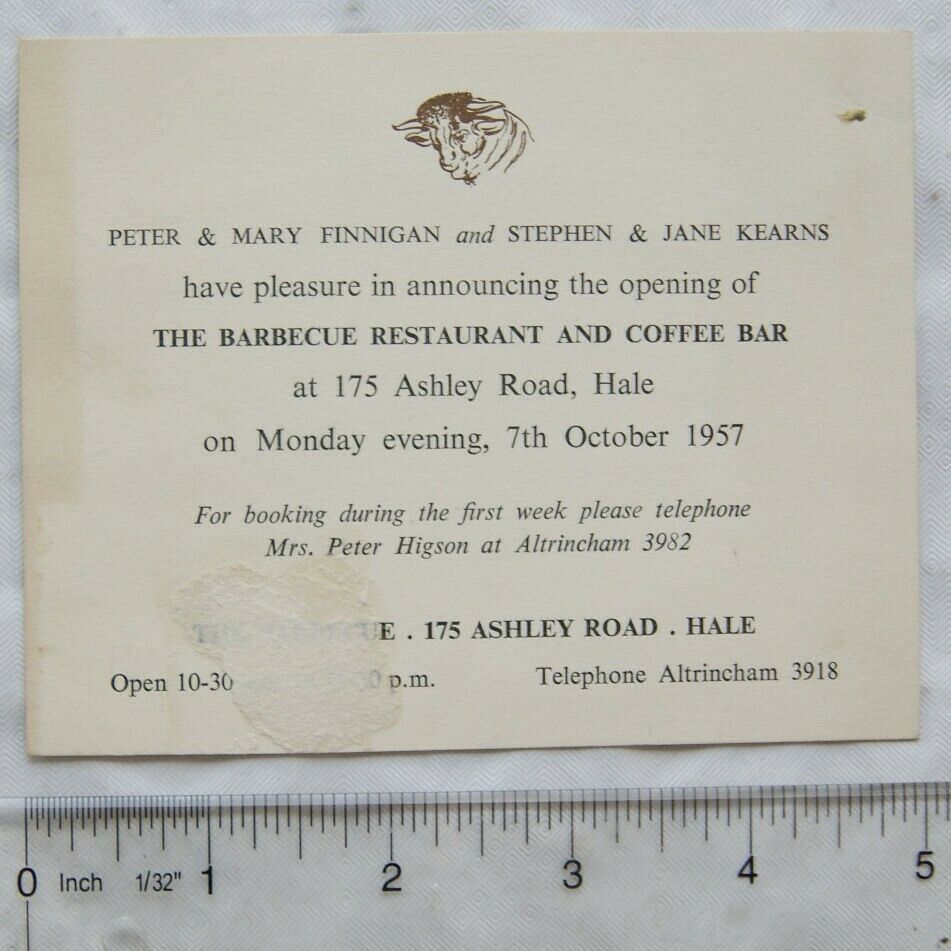 PETER & MARY FINNIGAN and STEPHEN & JANE KEARNS
have pleasure in announcing the opening of
THE BARBECUE RESTAURANT AND COFFEE BAR
at 175 Ashley Road, Hale
on Monday evening, 7th October 1957
For booking during the first week please telephone
Mrs. Peter Higson at Altrincham 3982
. 175 ASHLEY ROAD . HALE
Open 10-30 p.m. Telephone Altrincham 3918
0 Inch 1/32" 1 2 3 4 5